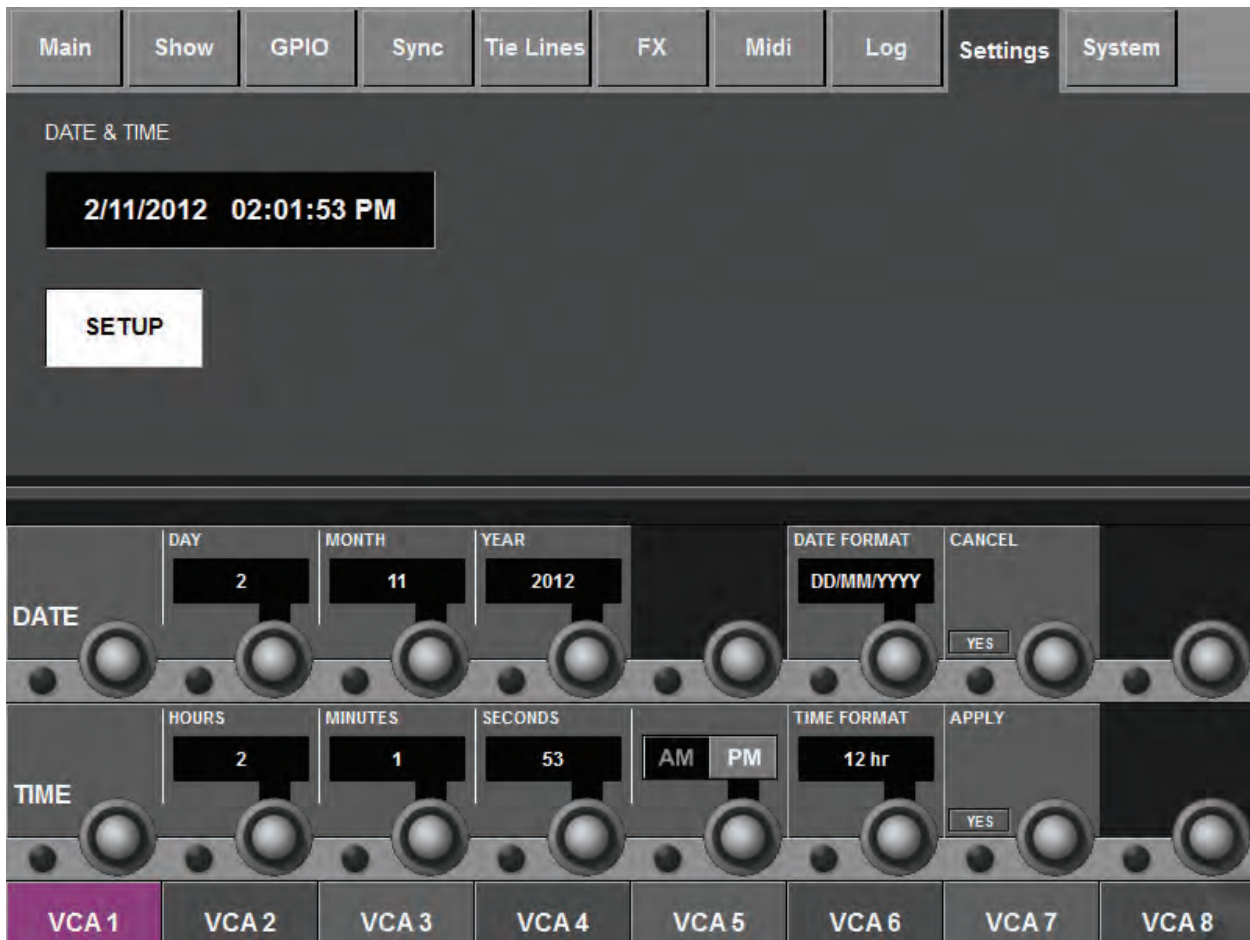 Main Show GPIO Sync Tie Lines FX Midi Log Settings System
DATE & TIME
2/11/2012 02:01:53 PM
SETUP
DAY MONTH YEAR DATE FORMAT CANCEL
2 11 2012 DD/MM/YYYY
DATE
YES
HOURS MINUTES SECONDS TIME FORMAT APPLY
2 1 53 AM PM 12 hr
TIME
YES
VCA 1 VCA 2 VCA 3 VCA 4 VCA 5 VCA 6 VCA 7 VCA 8